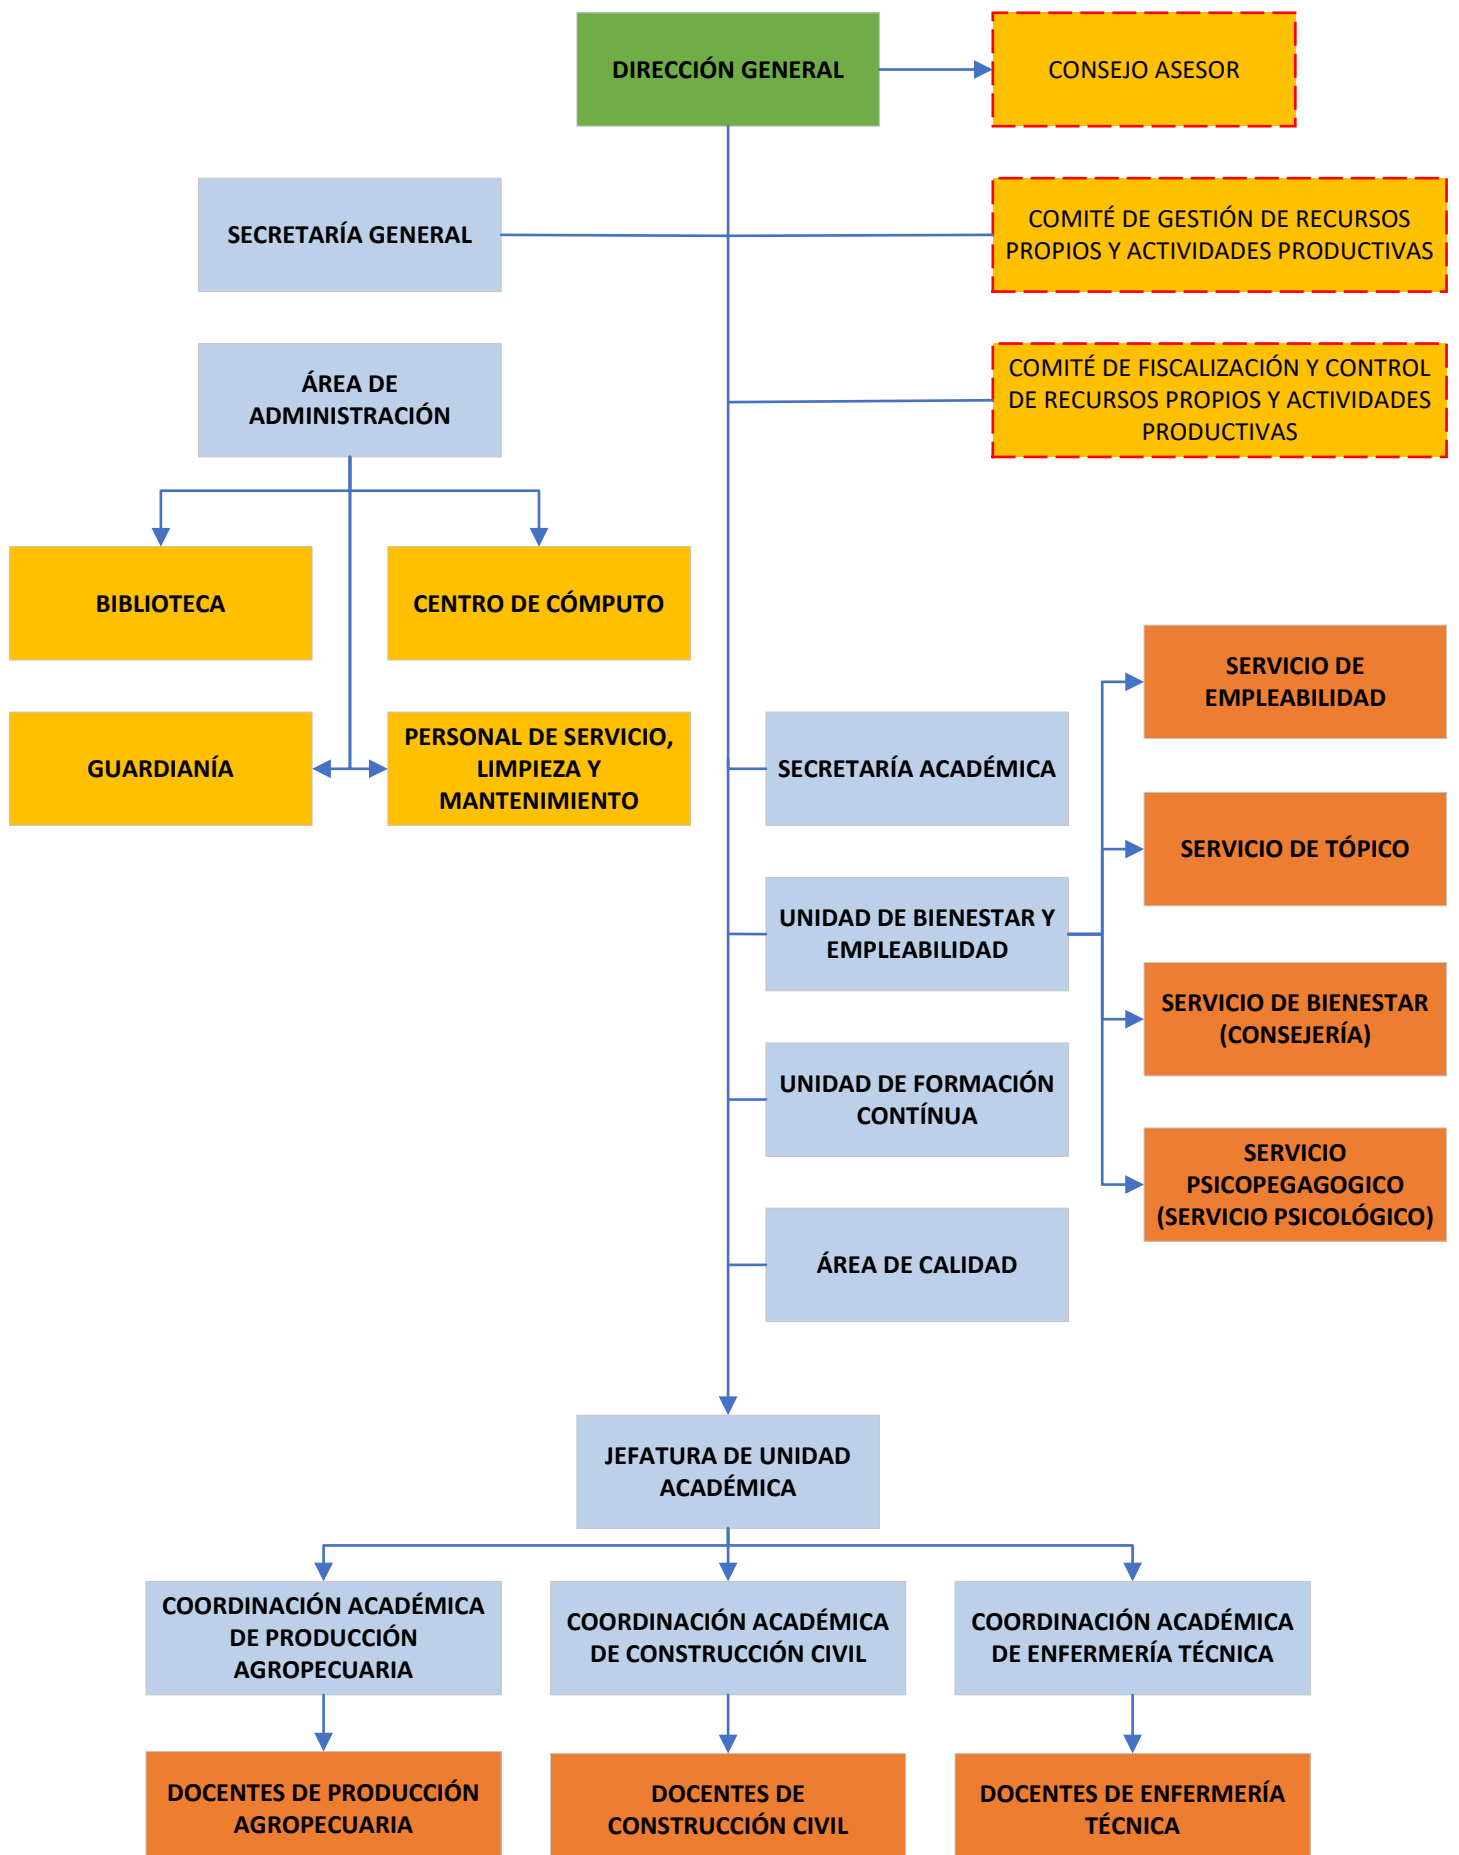 DIRECCIÓN GENERAL
CONSEJO ASESOR
SECRETARÍA GENERAL
COMITÉ DE GESTIÓN DE RECURSOS
PROPIOS Y ACTIVIDADES PRODUCTIVAS
ÁREA DE
ADMINISTRACIÓN
COMITÉ DE FISCALIZACIÓN Y CONTROL
DE RECURSOS PROPIOS Y ACTIVIDADES
PRODUCTIVAS
BIBLIOTECA
CENTRO DE CÓMPUTO
GUARDIANÍA
PERSONAL DE SERVICIO,
LIMPIEZA Y
MANTENIMIENTO
SECRETARÍA ACADÉMICA
UNIDAD DE BIENESTAR Y
EMPLEABILIDAD
UNIDAD DE FORMACIÓN
CONTÍNUA
ÁREA DE CALIDAD
SERVICIO DE
EMPLEABILIDAD
SERVICIO DE TÓPICO
SERVICIO DE BIENESTAR
(CONSEJERÍA)
SERVICIO
PSICOPEGAGOGICO
(SERVICIO PSICOLÓGICO)
JEFATURA DE UNIDAD
ACADÉMICA
COORDINACIÓN ACADÉMICA
DE PRODUCCIÓN
AGROPECUARIA
COORDINACIÓN ACADÉMICA
DE CONSTRUCCIÓN CIVIL
COORDINACIÓN ACADÉMICA
DE ENFERMERÍA TÉCNICA
DOCENTES DE PRODUCCIÓN
AGROPECUARIA
DOCENTES DE
CONSTRUCCIÓN CIVIL
DOCENTES DE ENFERMERÍA
TÉCNICA